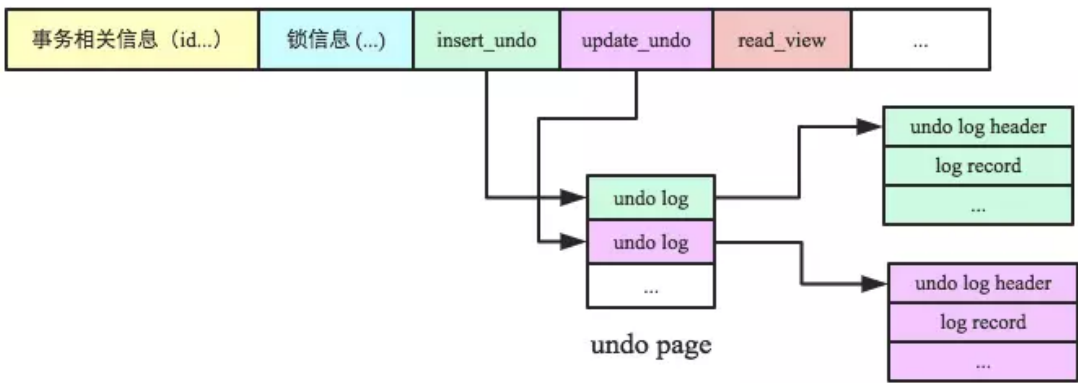 事务相关信息（id...）
锁信息 (...)
insert_undo
update_undo
read_view
...
undo log
undo log
...
undo page
undo log header
log record
...
undo log header
log record
...